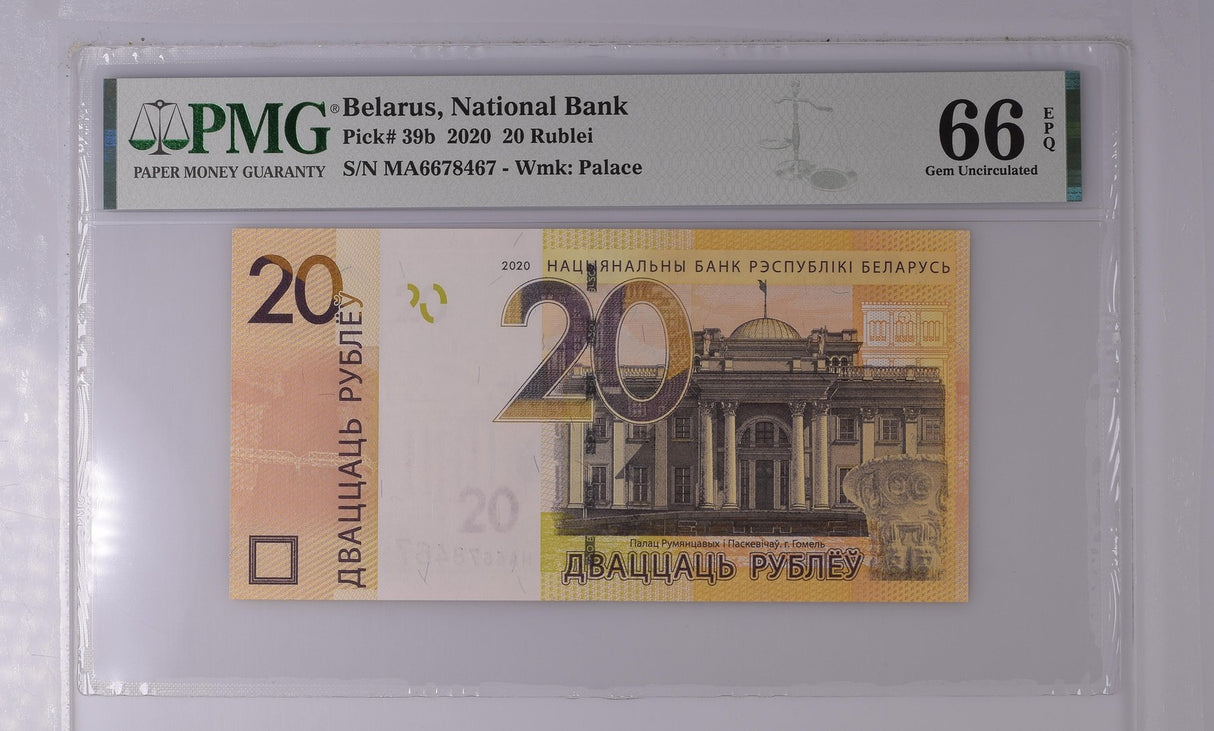 PMG®
PAPER MONEY GUARANTY
Belarus, National Bank
Pick# 39b 2020 20 Rublei
S/N MA6678467 - Wmk: Palace
66
EPQ
Gem Uncirculated
20
ДВАЦЦАЦЬ РУБЛЁЎ
2020 НАЦЫЯНАЛЬНЫ БАНК РЭСПУБЛІКІ БЕЛАРУСЬ
20
20
Палац Румянцавых і Паскевічаў, г. Гомель
ДВАЦЦАЦЬ РУБЛЁЎ